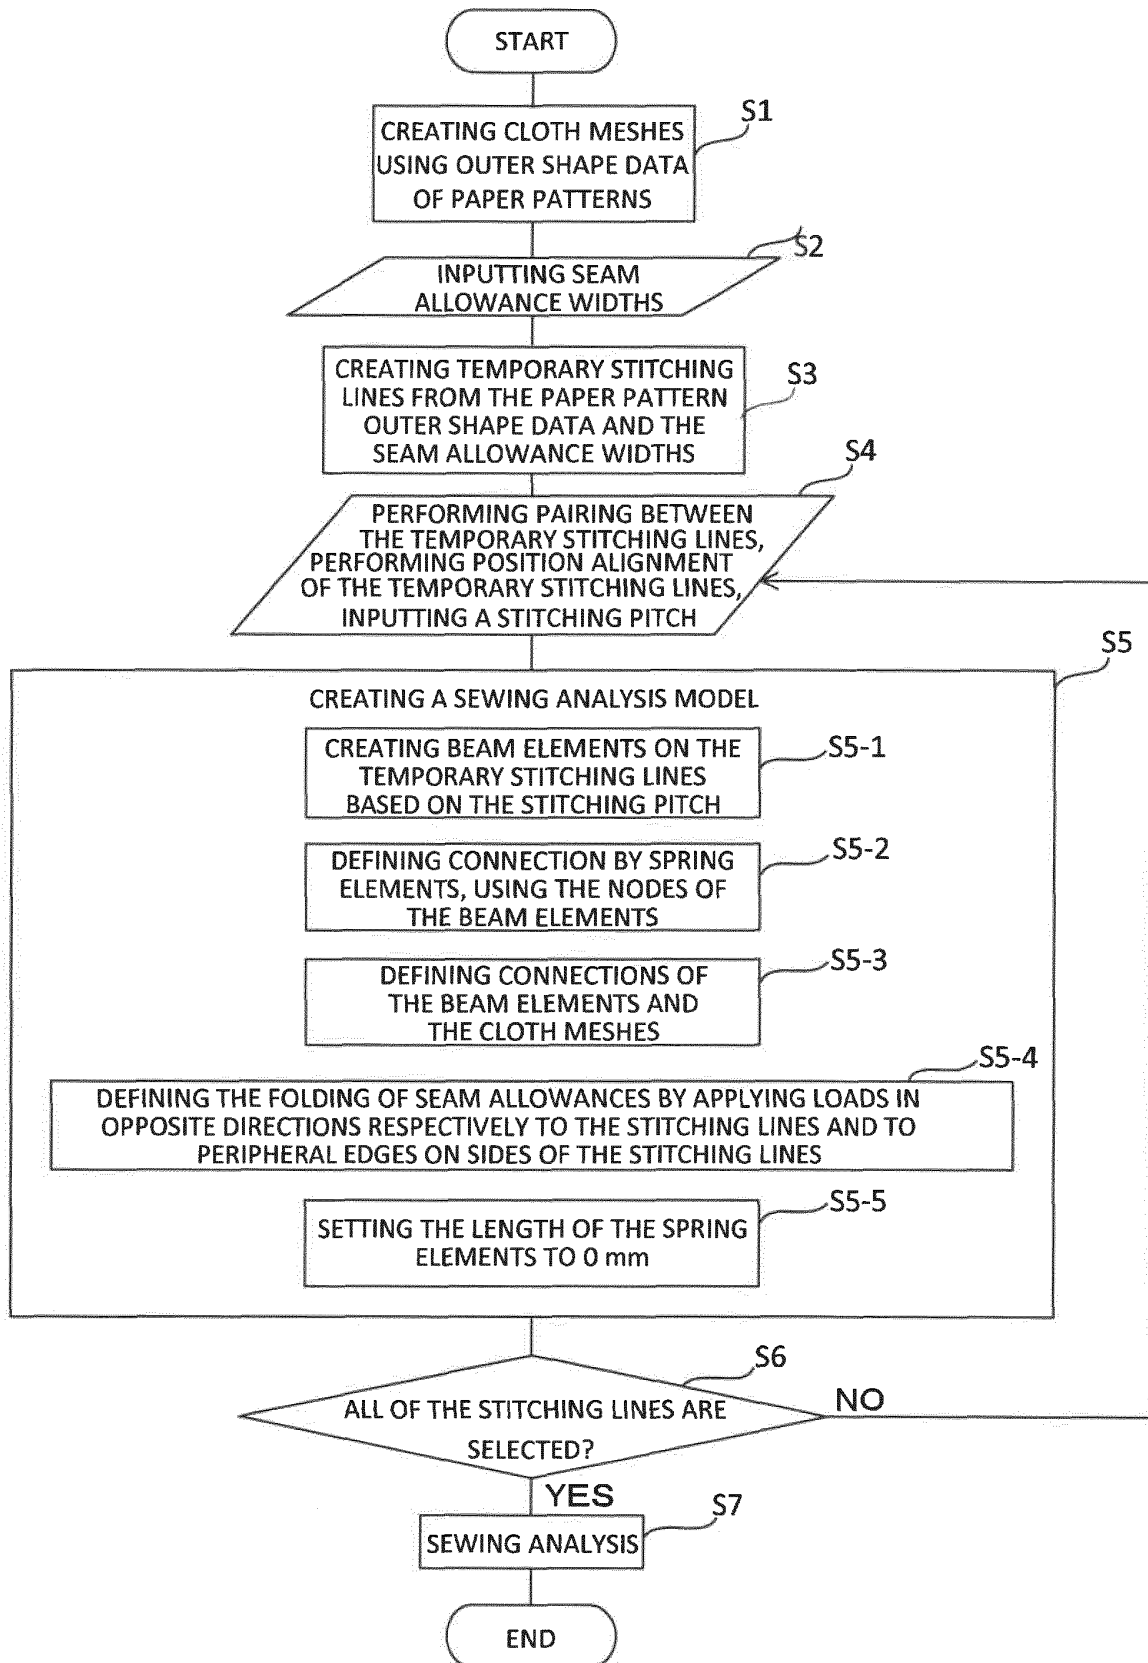 START
S1
CREATING CLOTH MESHES
USING OUTER SHAPE DATA
OF PAPER PATTERNS
S2
INPUTTING SEAM
ALLOWANCE WIDTHS
S3
CREATING TEMPORARY STITCHING
LINES FROM THE PAPER PATTERN
OUTER SHAPE DATA AND THE
SEAM ALLOWANCE WIDTHS
S4
PERFORMING PAIRING BETWEEN
THE TEMPORARY STITCHING LINES,
PERFORMING POSITION ALIGNMENT
OF THE TEMPORARY STITCHING LINES,
INPUTTING A STITCHING PITCH
S5
CREATING A SEWING ANALYSIS MODEL
S5-1
CREATING BEAM ELEMENTS ON THE
TEMPORARY STITCHING LINES
BASED ON THE STITCHING PITCH
S5-2
DEFINING CONNECTION BY SPRING
ELEMENTS, USING THE NODES OF
THE BEAM ELEMENTS
S5-3
DEFINING CONNECTIONS OF
THE BEAM ELEMENTS AND
THE CLOTH MESHES
S5-4
DEFINING THE FOLDING OF SEAM ALLOWANCES BY APPLYING LOADS IN
OPPOSITE DIRECTIONS RESPECTIVELY TO THE STITCHING LINES AND TO
PERIPHERAL EDGES ON SIDES OF THE STITCHING LINES
S5-5
SETTING THE LENGTH OF THE SPRING
ELEMENTS TO 0 mm
S6
ALL OF THE STITCHING LINES ARE
SELECTED?
NO
YES
S7
SEWING ANALYSIS
END